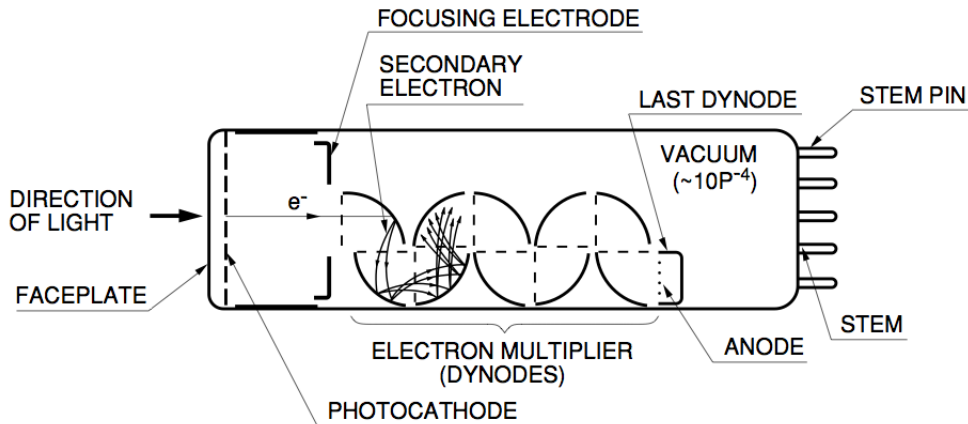 FOCUSING ELECTRODE
SECONDARY
ELECTRON
LAST DYNODE
STEM PIN
VACUUM
(~10P⁻⁴)
DIRECTION
OF LIGHT
e⁻
FACEPLATE
STEM
ANODE
ELECTRON MULTIPLIER
(DYNODES)
PHOTOCATHODE